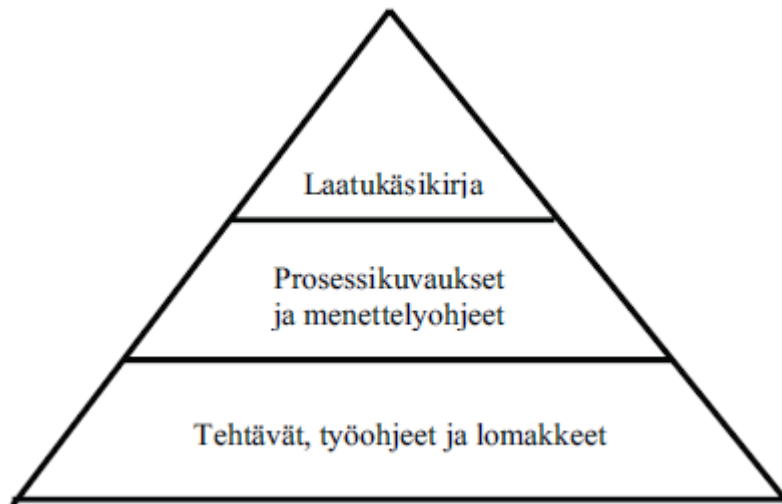 Laatukäsikirja
Prosessikuvaukset
ja menettelyohjeet
Tehtävät, työohjeet ja lomakkeet